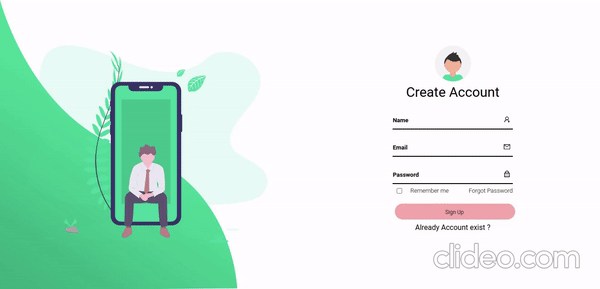 Create Account
Name
Email
Password
Remember me Forgot Password
Sign Up
Already Account exist ?
clideo.com